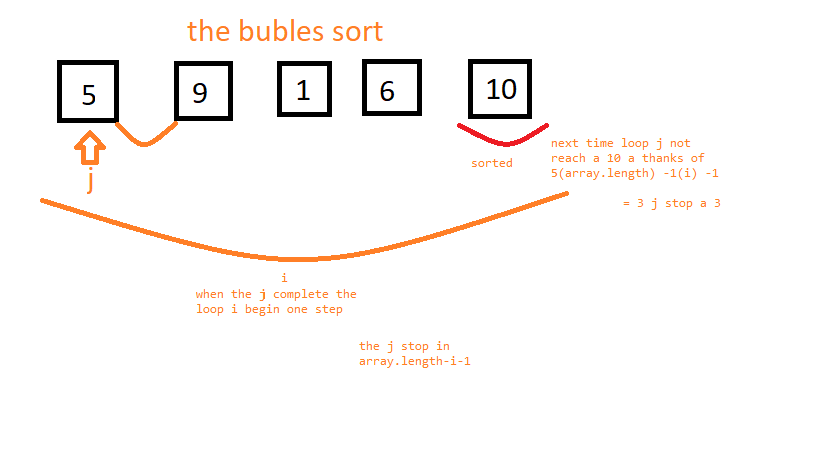 the bubles sort
5 9 1 6 10
j
sorted
next time loop j not
reach a 10 a thanks of
5(array.length) -1(i) -1
= 3 j stop a 3
i
when the j complete the
loop i begin one step
the j stop in
array.length-i-1